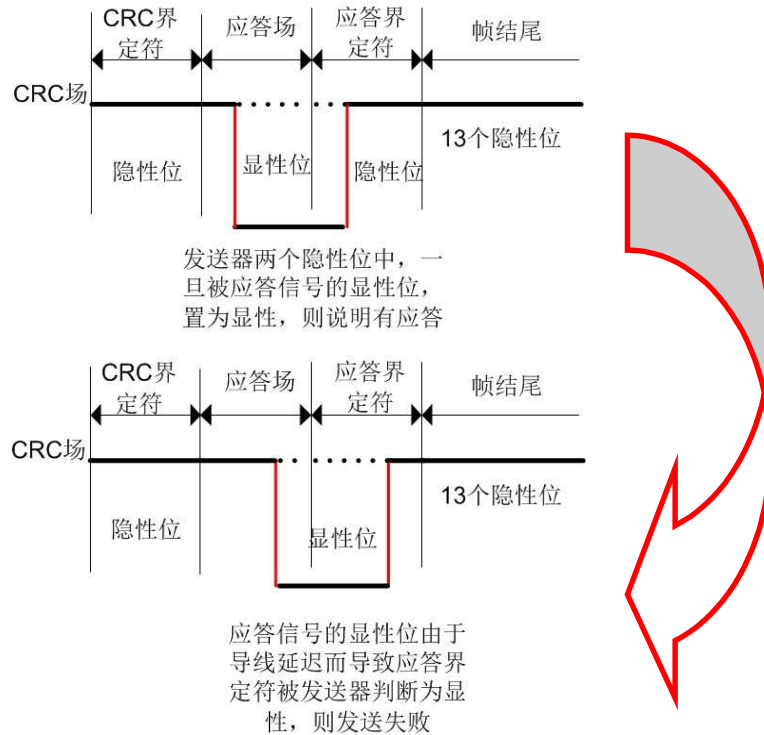 CRC界定符 应答场 应答界定符 帧结尾
CRC场
隐性位 显性位 隐性位 13个隐性位
发送器两个隐性位中，一
旦被应答信号的显性位，
置为显性，则说明有应答
CRC界定符 应答场 应答界定符 帧结尾
CRC场
隐性位 显性位 13个隐性位
应答信号的显性位由于
导线延迟而导致应答界
定符被发送器判断为显
性，则发送失败